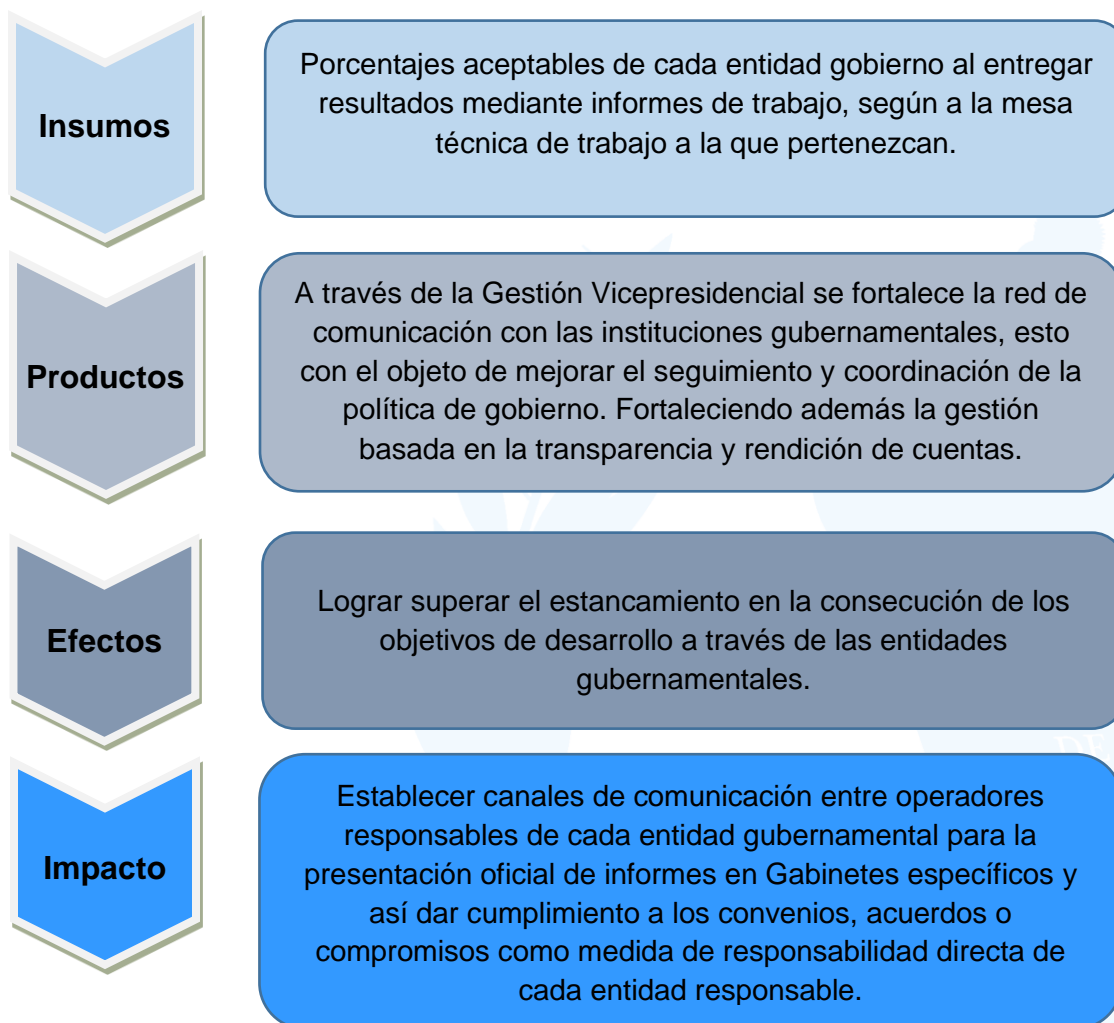 Insumos
Porcentajes aceptables de cada entidad gobierno al entregar
resultados mediante informes de trabajo, según a la mesa
técnica de trabajo a la que pertenezcan.
Productos
A través de la Gestión Vicepresidencial se fortalece la red de
comunicación con las instituciones gubernamentales, esto
con el objeto de mejorar el seguimiento y coordinación de la
política de gobierno. Fortaleciendo además la gestión
basada en la transparencia y rendición de cuentas.
Efectos
Lograr superar el estancamiento en la consecución de los
objetivos de desarrollo a través de las entidades
gubernamentales.
DE
Impacto
Establecer canales de comunicación entre operadores
responsables de cada entidad gubernamental para la
presentación oficial de informes en Gabinetes específicos y
así dar cumplimiento a los convenios, acuerdos o
compromisos como medida de responsabilidad directa de
cada entidad responsable.